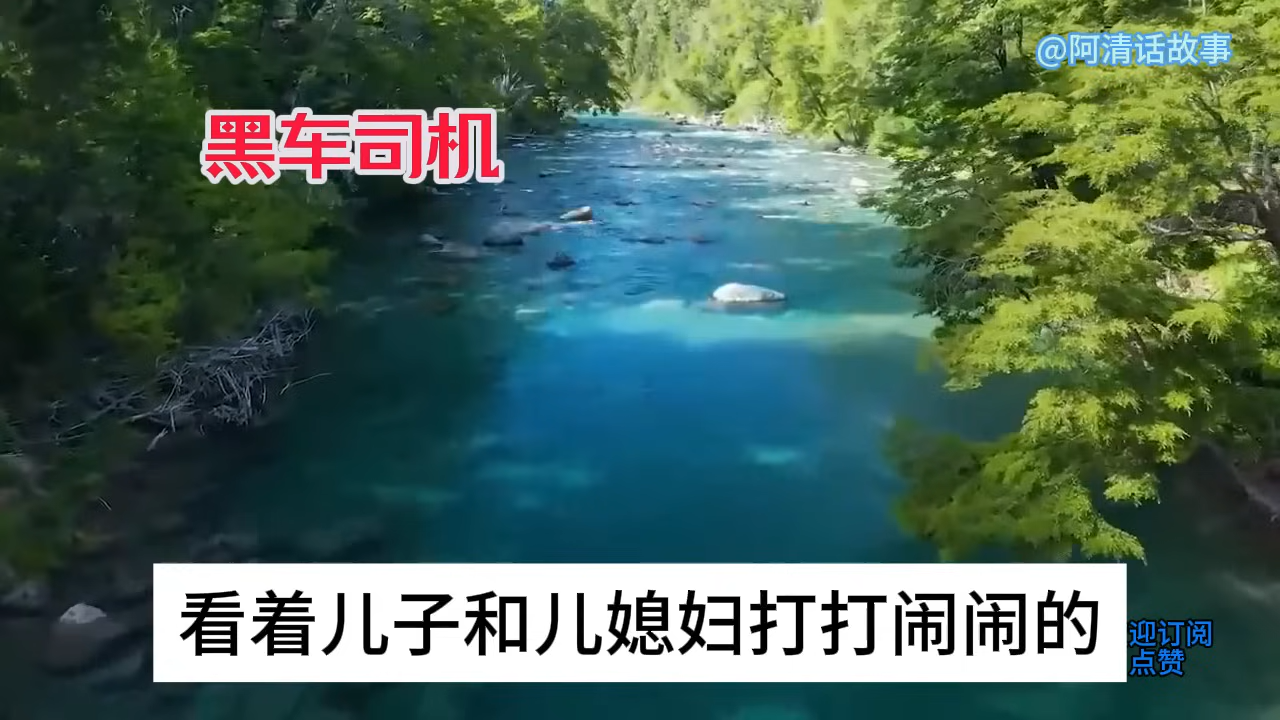 @阿清话故事
黑车司机
看着儿子和儿媳妇打打闹闹的
迎订阅
点赞